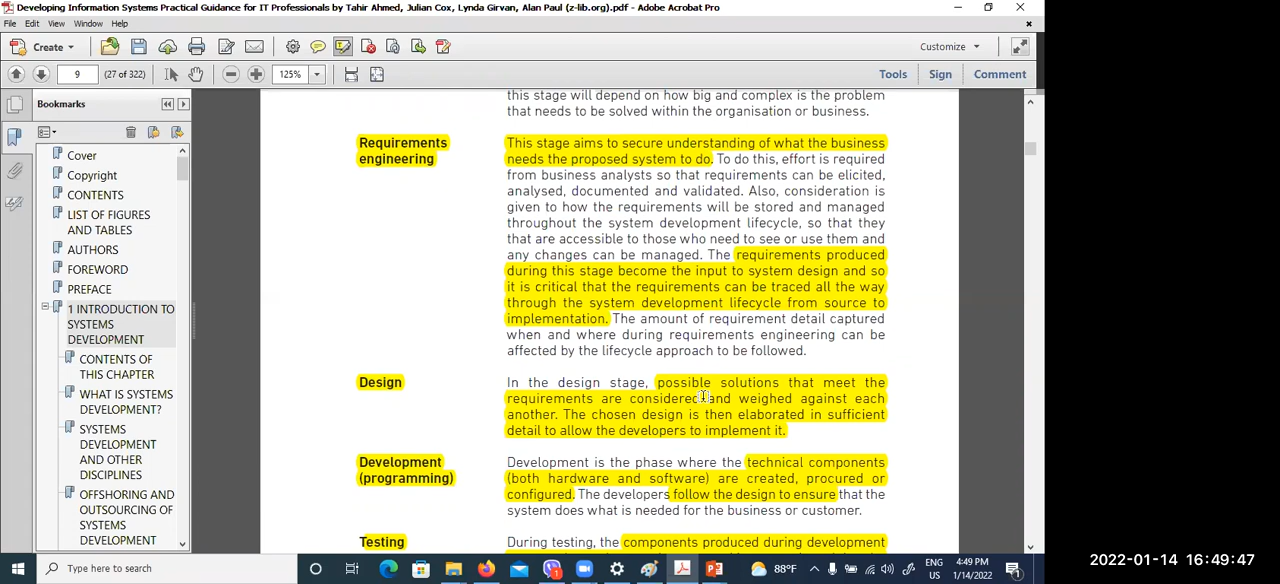 Developing Information Systems Practical Guidance for IT Professionals by Tahir Ahmed, Julian Cox, Lynda Girvan, Alan Paul (z-lib.org).pdf - Adobe Acrobat Pro
File Edit View Window Help
Create
Customize
9 (27 of 322) 125%
Tools Sign Comment
Bookmarks
Cover
Copyright
CONTENTS
LIST OF FIGURES
AND TABLES
AUTHORS
FOREWORD
PREFACE
1 INTRODUCTION TO
SYSTEMS
DEVELOPMENT
CONTENTS OF
THIS CHAPTER
WHAT IS SYSTEMS
DEVELOPMENT?
SYSTEMS
DEVELOPMENT
AND OTHER
DISCIPLINES
OFFSHORING AND
OUTSOURCING OF
SYSTEMS
DEVELOPMENT
this stage will depend on how big and complex is the problem
that needs to be solved within the organisation or business.
Requirements
engineering
This stage aims to secure understanding of what the business
needs the proposed system to do. To do this, effort is required
from business analysts so that requirements can be elicited,
analysed, documented and validated. Also, consideration is
given to how the requirements will be stored and managed
throughout the system development lifecycle, so that they
that are accessible to those who need to see or use them and
any changes can be managed. The requirements produced
during this stage become the input to system design and so
it is critical that the requirements can be traced all the way
through the system development lifecycle from source to
implementation. The amount of requirement detail captured
when and where during requirements engineering can be
affected by the lifecycle approach to be followed.
Design
In the design stage, possible solutions that meet the
requirements are considered and weighed against each
another. The chosen design is then elaborated in sufficient
detail to allow the developers to implement it.
Development
(programming)
Development is the phase where the technical components
(both hardware and software) are created, procured or
configured. The developers follow the design to ensure that the
system does what is needed for the business or customer.
Testing
During testing, the components produced during development
Type here to search
88°F
ENG
US
4:49 PM
1/14/2022
2022-01-14 16:49:47